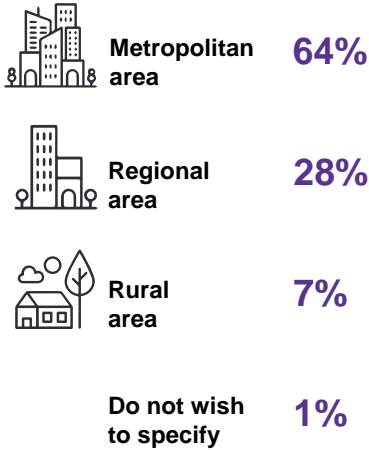 Metropolitan
area
64%
Regional
area
28%
Rural
area
7%
Do not wish
to specify
1%